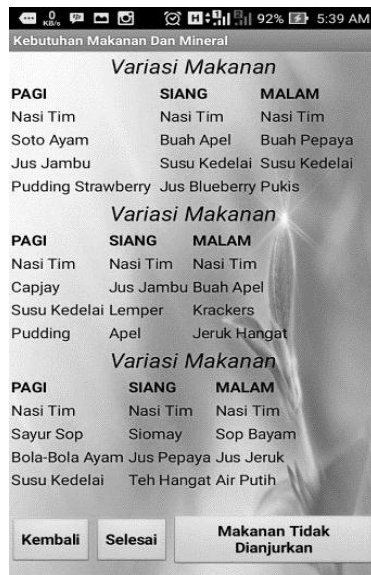 0 KB/s 92% 5:39 AM
Kebutuhan Makanan Dan Mineral
Variasi Makanan
PAGI SIANG MALAM
Nasi Tim Nasi Tim Nasi Tim
Soto Ayam Buah Apel Buah Pepaya
Jus Jambu Susu Kedelai Susu Kedelai
Pudding Strawberry Jus Blueberry Pukis
Variasi Makanan
PAGI SIANG MALAM
Nasi Tim Nasi Tim Nasi Tim
Capjay Jus Jambu Buah Apel
Susu Kedelai Lemper Krackers
Pudding Apel Jeruk Hangat
Variasi Makanan
PAGI SIANG MALAM
Nasi Tim Nasi Tim Nasi Tim
Sayur Sop Siomay Sop Bayam
Bola-Bola Ayam Jus Pepaya Jus Jeruk
Susu Kedelai Teh Hangat Air Putih
Kembali Selesai Makanan Tidak
Dianjurkan